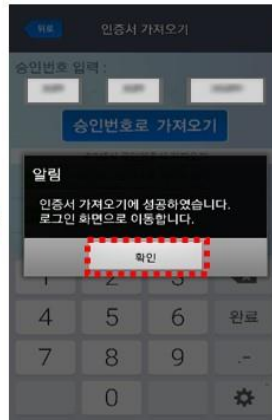 뒤로
인증서 가져오기
승인번호 입력 :
승인번호로 가져오기
알림
인증서 가져오기에 성공하였습니다.
로그인 화면으로 이동합니다.
확인
1 2 3
4 5 6 완료
7 8 9 .-
0